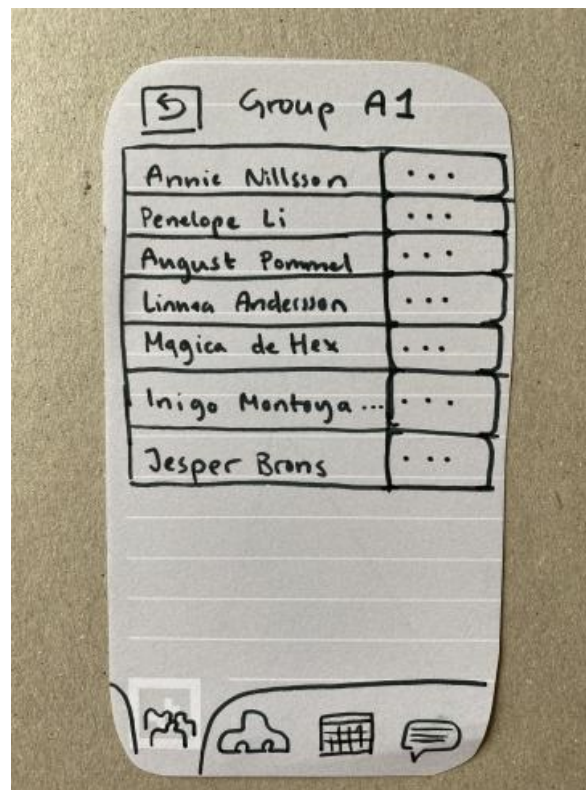 Group A1
Annie Nillsson ...
Penelope Li ...
August Pommel ...
Linnea Andersson ...
Magica de Hex ...
Inigo Montoya ... ...
Jesper Brons ...